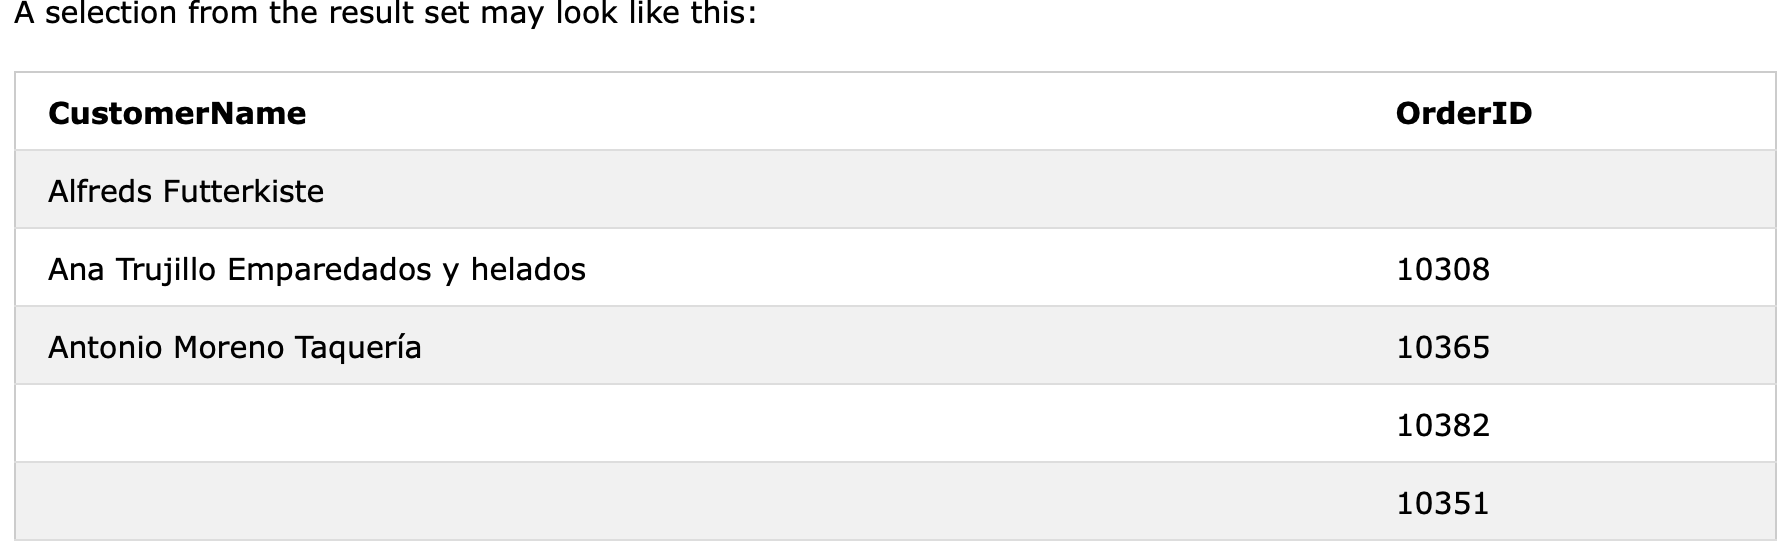 A selection from the result set may look like this:
CustomerName OrderID
Alfreds Futterkiste
Ana Trujillo Emparedados y helados 10308
Antonio Moreno Taquería 10365
10382
10351